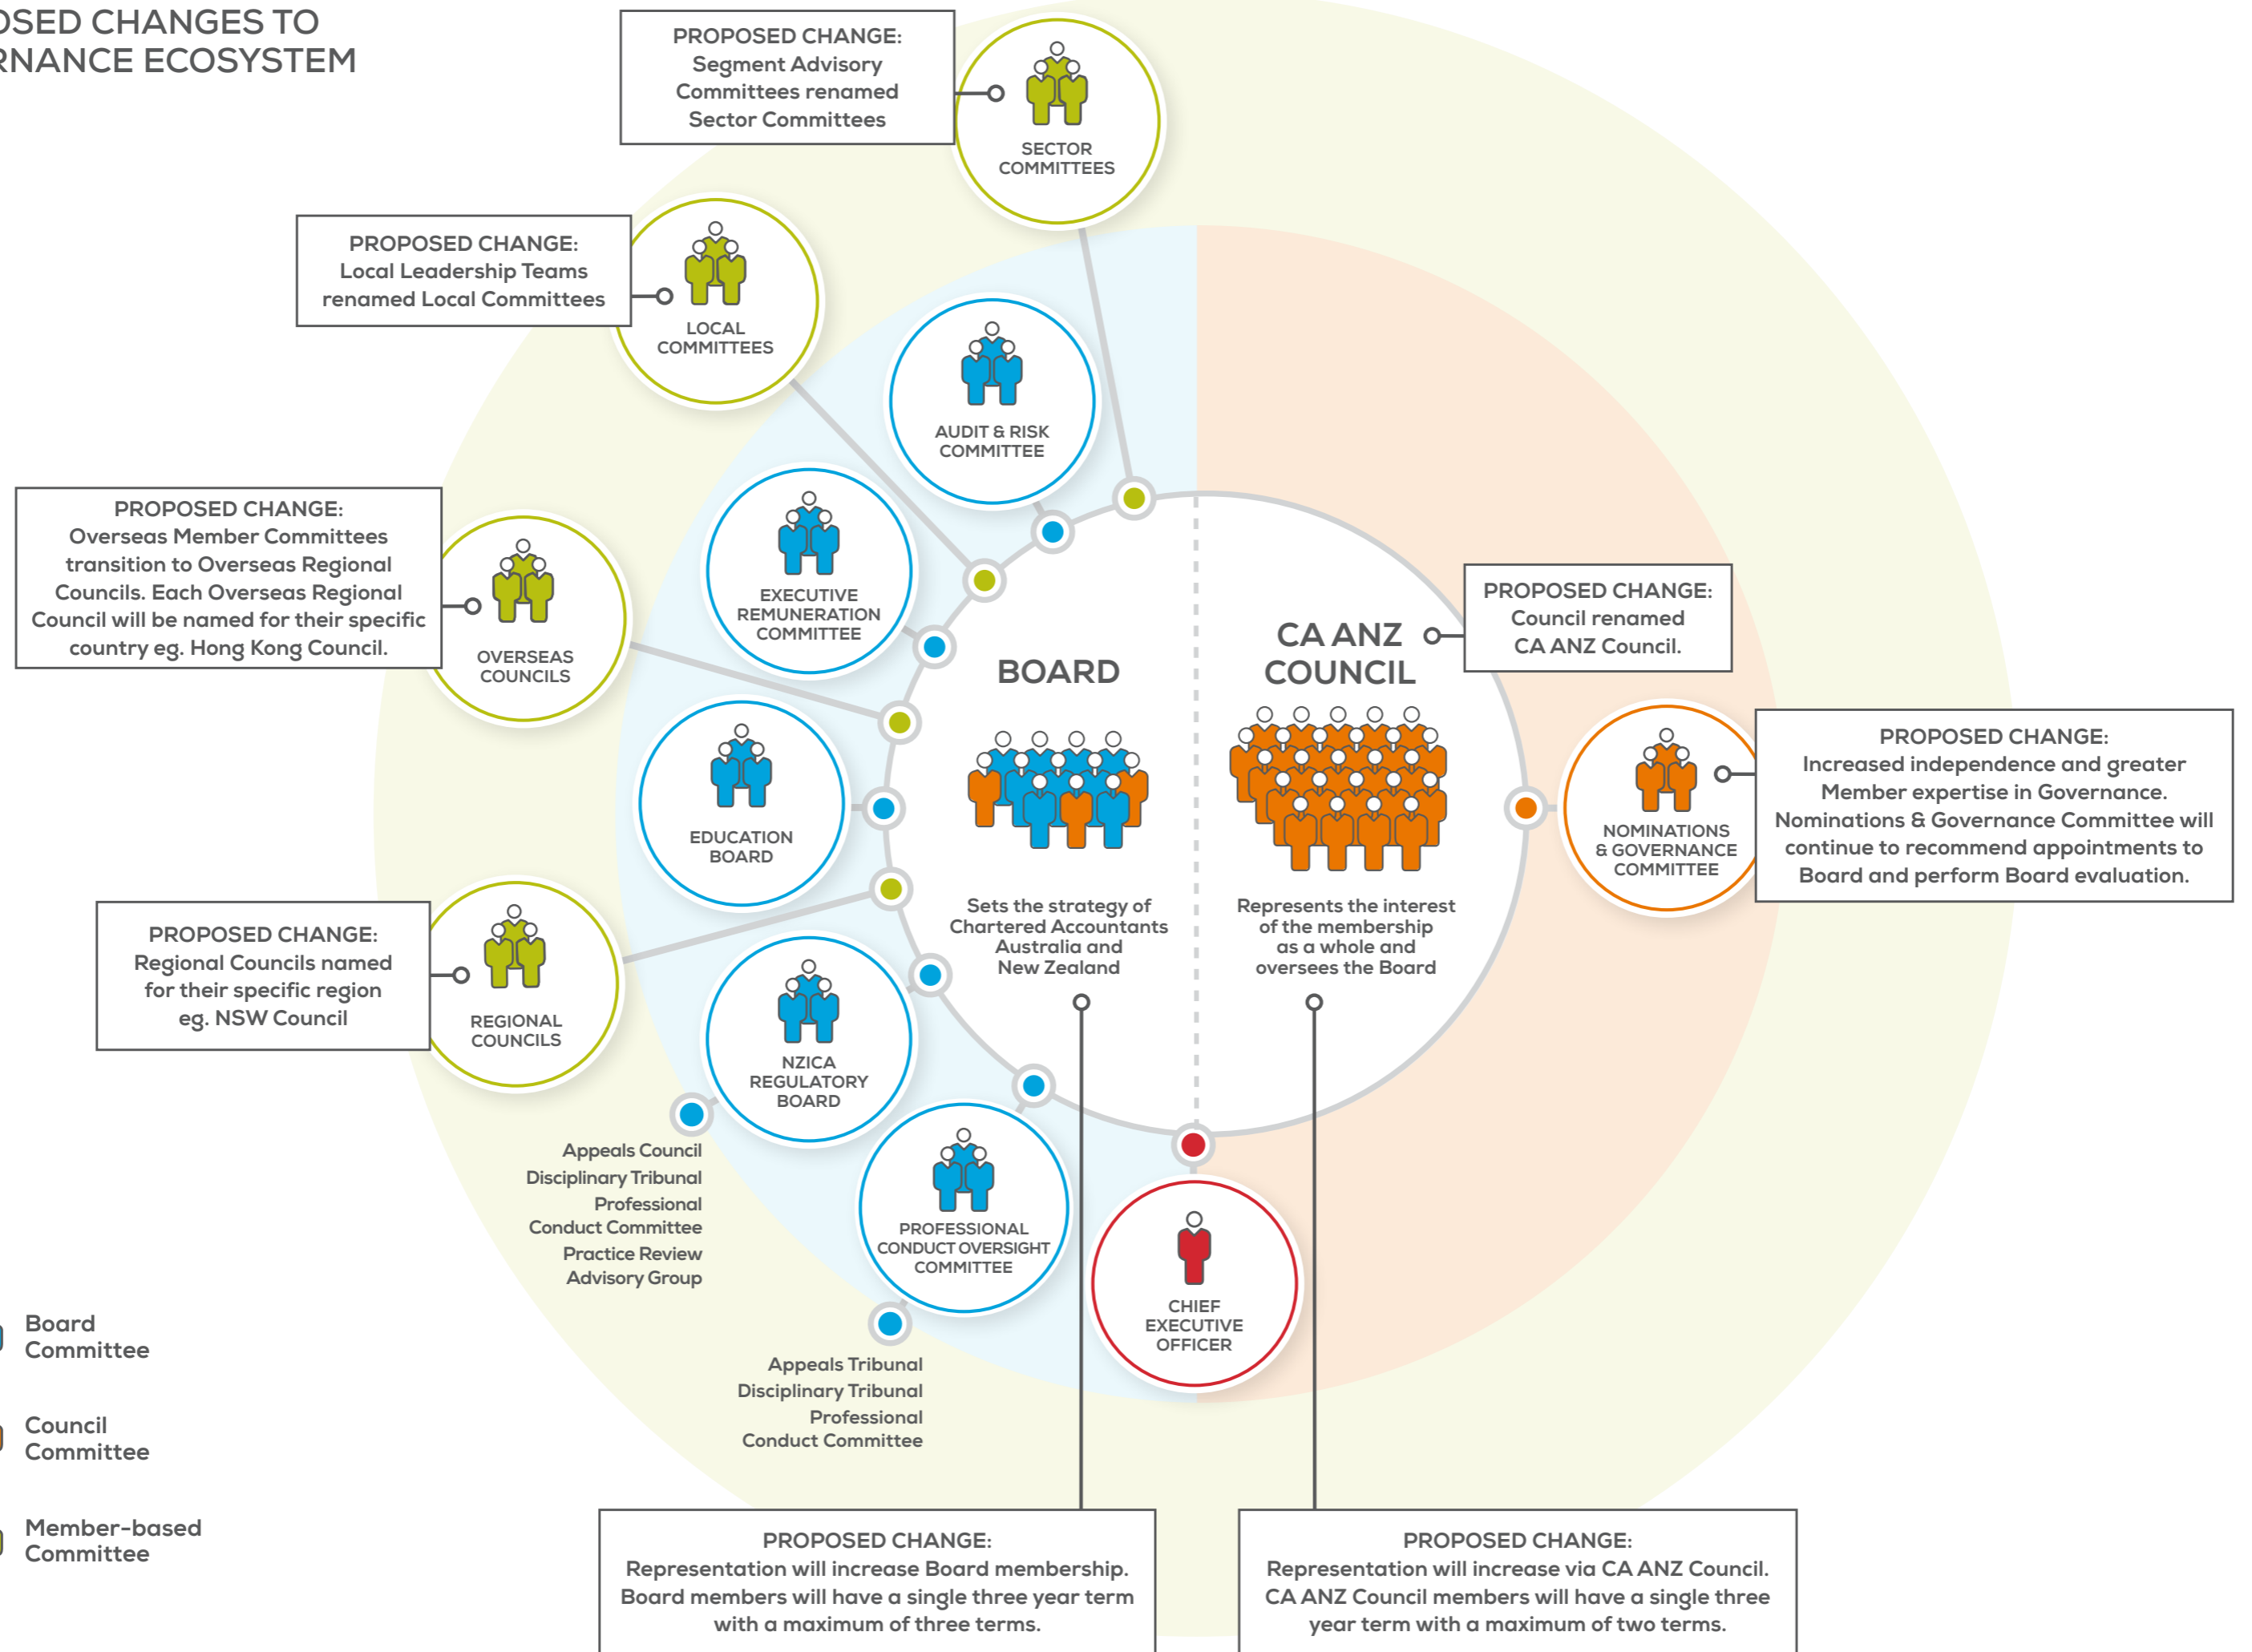 OSED CHANGES TO
RNANCE ECOSYSTEM
PROPOSED CHANGE:
Segment Advisory
Committees renamed
Sector Committees
SECTOR
COMMITTEES
PROPOSED CHANGE:
Local Leadership Teams
renamed Local Committees
LOCAL
COMMITTEES
AUDIT & RISK
COMMITTEE
PROPOSED CHANGE:
Overseas Member Committees
transition to Overseas Regional
Councils. Each Overseas Regional
Council will be named for their specific
country eg. Hong Kong Council.
OVERSEAS
COUNCILS
EXECUTIVE
REMUNERATION
COMMITTEE
BOARD
CA ANZ
COUNCIL
PROPOSED CHANGE:
Council renamed
CA ANZ Council.
EDUCATION
BOARD
NOMINATIONS
& GOVERNANCE
COMMITTEE
PROPOSED CHANGE:
Increased independence and greater
Member expertise in Governance.
Nominations & Governance Committee will
continue to recommend appointments to
Board and perform Board evaluation.
Sets the strategy of
Chartered Accountants
Australia and
New Zealand
Represents the interest
of the membership
as a whole and
oversees the Board
PROPOSED CHANGE:
Regional Councils named
for their specific region
eg. NSW Council
REGIONAL
COUNCILS
NZICA
REGULATORY
BOARD
Appeals Council
Disciplinary Tribunal
Professional
Conduct Committee
Practice Review
Advisory Group
PROFESSIONAL
CONDUCT OVERSIGHT
COMMITTEE
CHIEF
EXECUTIVE
OFFICER
Appeals Tribunal
Disciplinary Tribunal
Professional
Conduct Committee
Board
Committee
Council
Committee
Member-based
Committee
PROPOSED CHANGE:
Representation will increase Board membership.
Board members will have a single three year term
with a maximum of three terms.
PROPOSED CHANGE:
Representation will increase via CA ANZ Council.
CA ANZ Council members will have a single three
year term with a maximum of two terms.